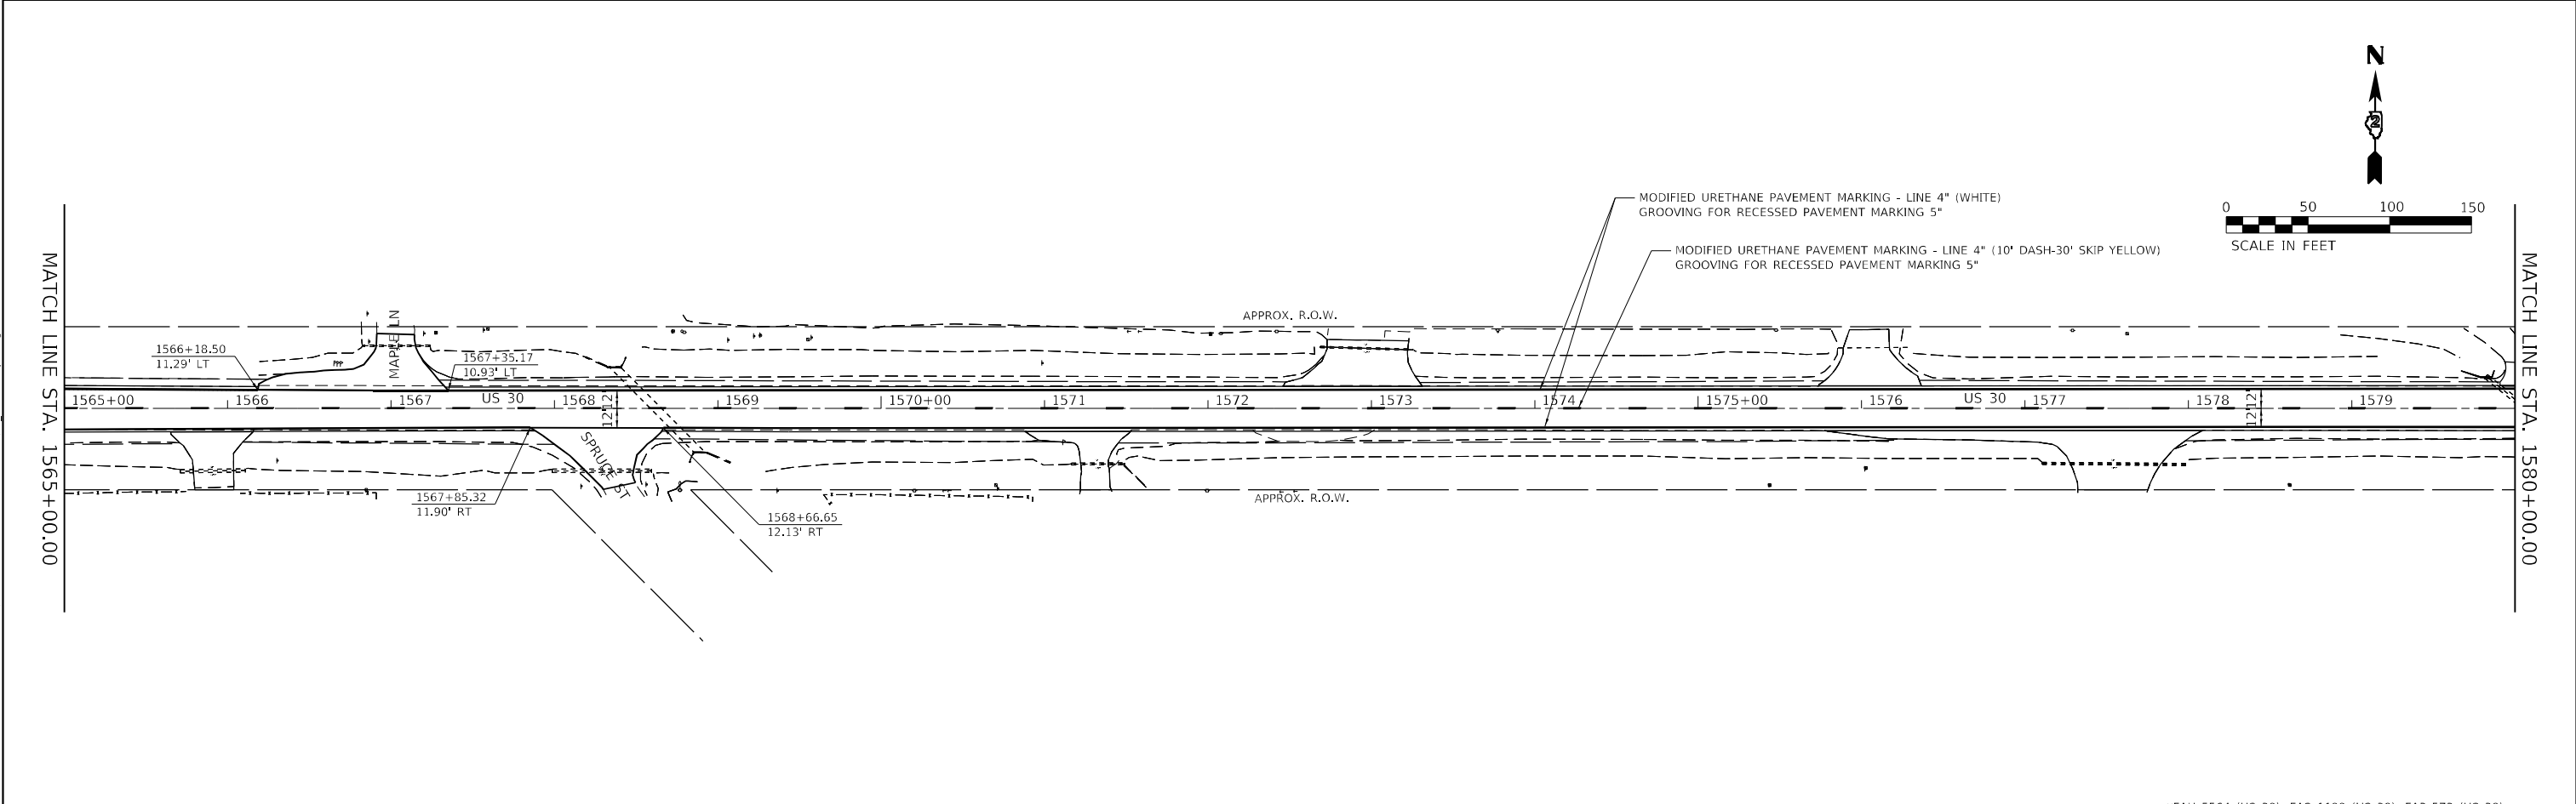 N
2
MODIFIED URETHANE PAVEMENT MARKING - LINE 4" (WHITE)
GROOVING FOR RECESSED PAVEMENT MARKING 5"
0 50 100 150
SCALE IN FEET
MODIFIED URETHANE PAVEMENT MARKING - LINE 4" (10' DASH-30' SKIP YELLOW)
GROOVING FOR RECESSED PAVEMENT MARKING 5"
MATCH LINE STA. 1565+00.00
MATCH LINE STA. 1580+00.00
APPROX. R.O.W.
MAPLE LN
1566+18.50
11.29' LT
1567+35.17
10.93' LT
1565+00 1566 1567 US 30 1568 1569 1570+00 1571 1572 1573 1574 1575+00 1576 US 30 1577 1578 1579
12' 12'
12' 12'
SPRUCE ST
1567+85.32
11.90' RT
1568+66.65
12.13' RT
APPROX. R.O.W.